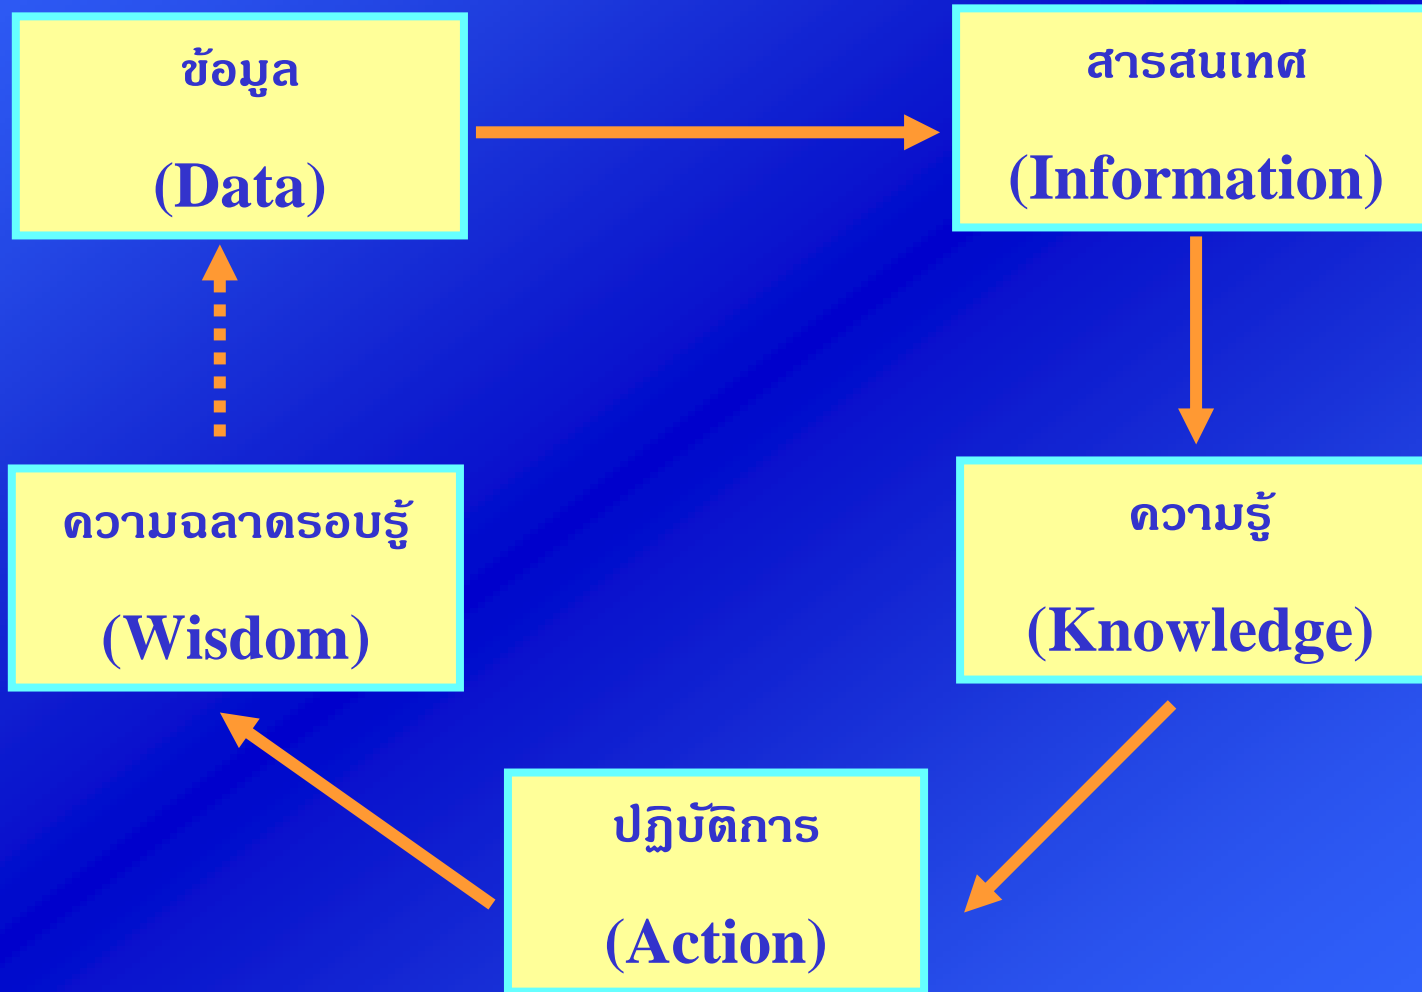 ข้อมูล
(Data)
สารสนเทศ
(Information)
ความฉลาดรอบรู้
(Wisdom)
ความรู้
(Knowledge)
ปฏิบัติการ
(Action)